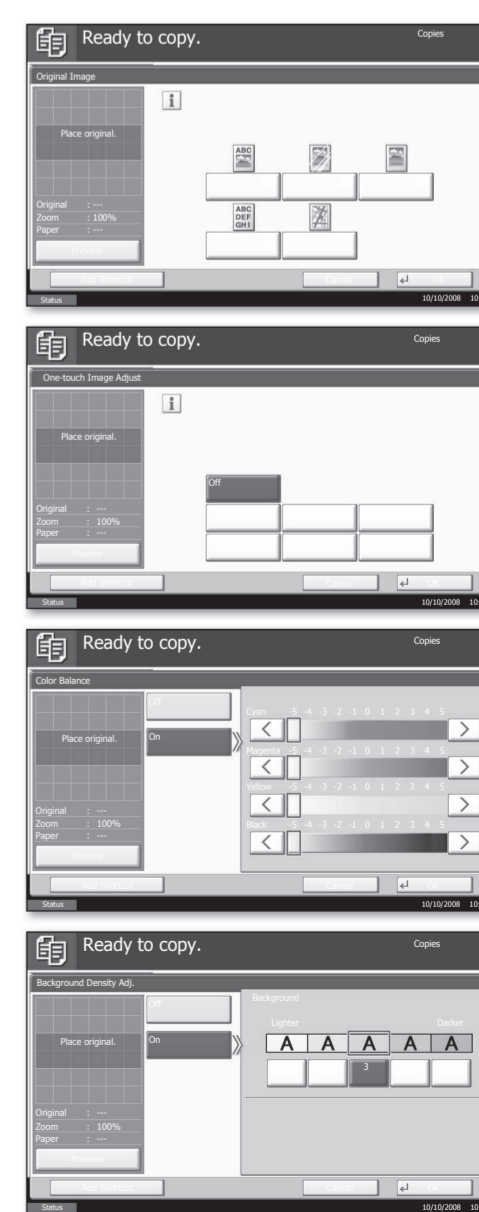 Ready to copy.
Copies
Original Image
i
Place original.
ABC
ABC
DEF
GHI
Original : ---
Zoom : 100%
Paper : ---
Preview
Add Shortcut
Cancel
OK
Status
10/10/2008 10
Ready to copy.
Copies
One-touch Image Adjust
i
Place original.
Off
Original : ---
Zoom : 100%
Paper : ---
Preview
Add Shortcut
Cancel
OK
Status
10/10/2008 10:
Ready to copy.
Copies
Color Balance
Off
On
Place original.
Cyan -5 -4 -3 -2 -1 0 1 2 3 4 5
Magenta -5 -4 -3 -2 -1 0 1 2 3 4 5
Yellow -5 -4 -3 -2 -1 0 1 2 3 4 5
Black -5 -4 -3 -2 -1 0 1 2 3 4 5
Original : ---
Zoom : 100%
Paper : ---
Preview
Add Shortcut
Cancel
OK
Status
10/10/2008 10:
Ready to copy.
Copies
Background Density Adj.
Off
On
Place original.
Background
Lighter Darker
A A A A A
3
Original : ---
Zoom : 100%
Paper : ---
Preview
Add Shortcut
Cancel
OK
Status
10/10/2008 10